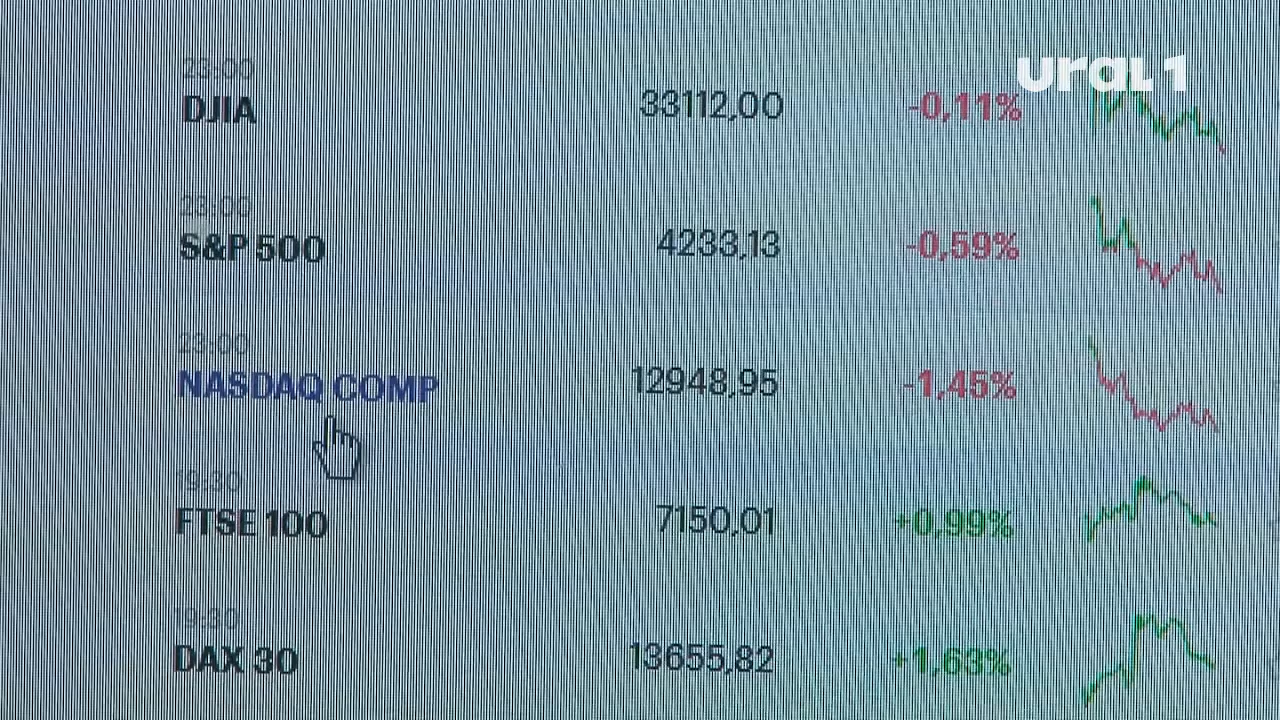 ural 1
23:00
DJIA 33112,00 -0,11%
23:00
S&P 500 4233,13 -0,59%
23:00
NASDAQ COMP 12948,95 -1,45%
19:30
FTSE 100 7150,01 +0,99%
19:30
DAX 30 13655,82 +1,63%